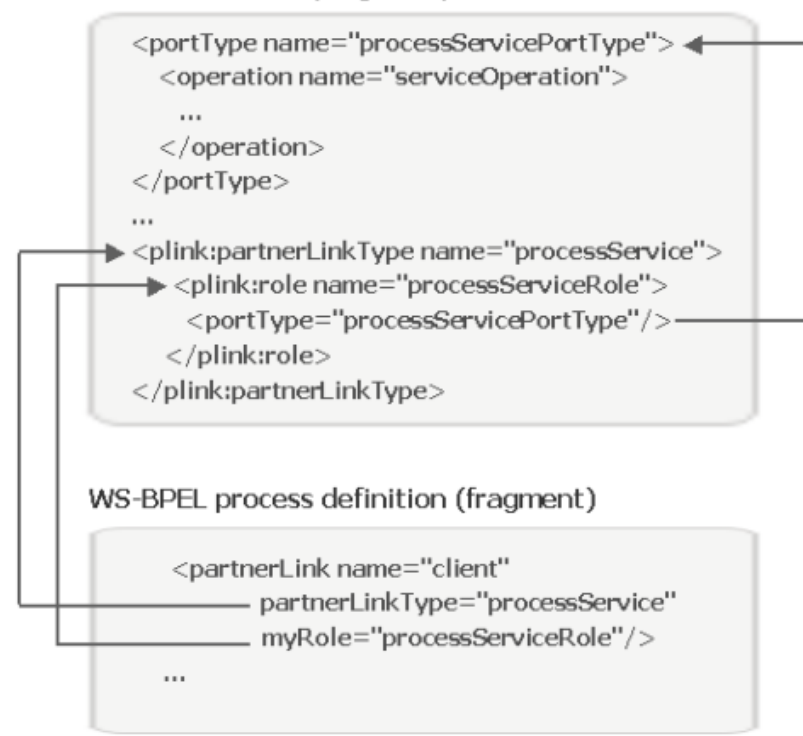 <portType name="processServicePortType">
<operation name="serviceOperation">
...
</operation>
</portType>
...
<plink:partnerLinkType name="processService">
<plink:role name="processServiceRole">
<portType="processServicePortType"/>
</plink:role>
</plink:partnerLinkType>
WS-BPEL process definition (fragment)
<partnerLink name="client"
partnerLinkType="processService"
myRole="processServiceRole"/>
...